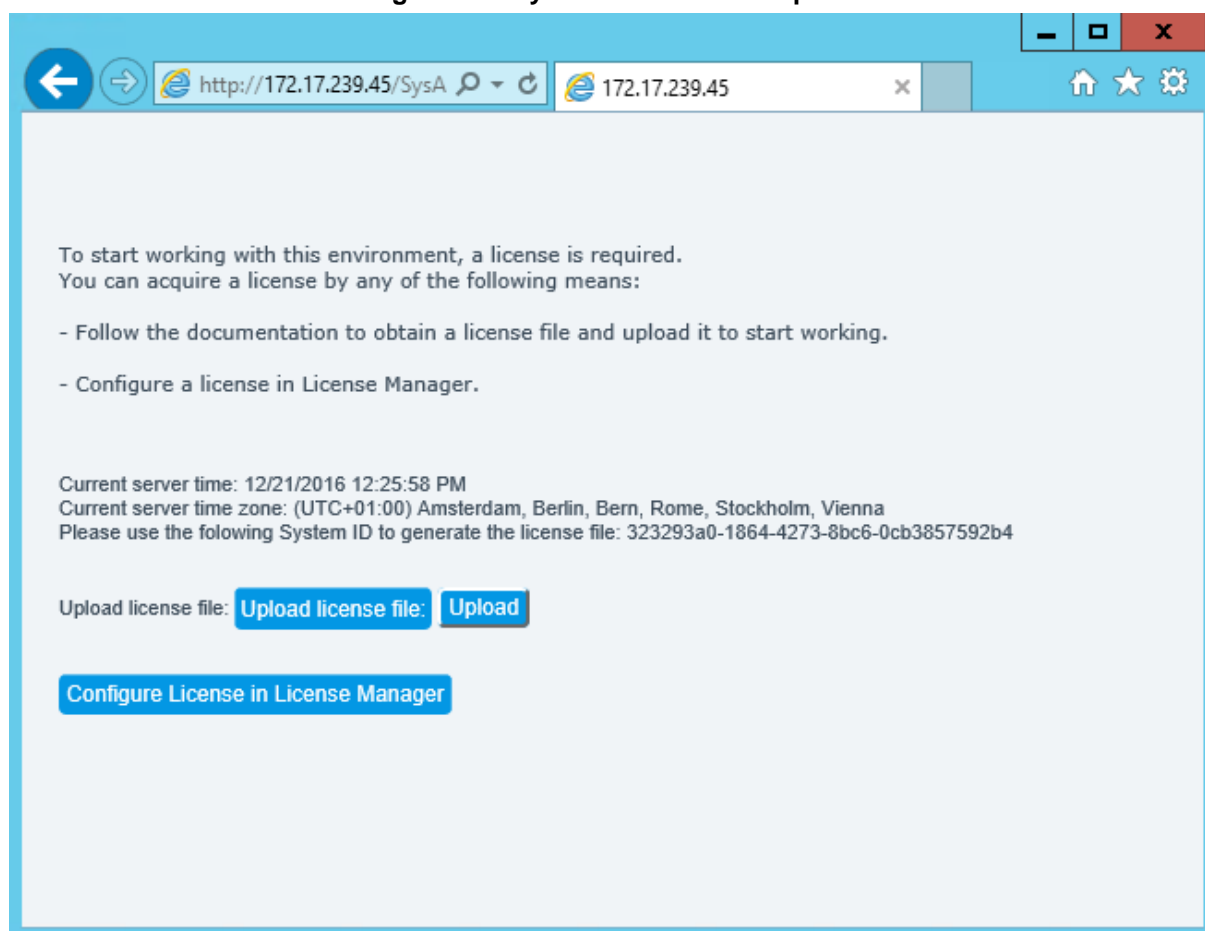 http://172.17.239.45/SysA
172.17.239.45
To start working with this environment, a license is required.
You can acquire a license by any of the following means:
- Follow the documentation to obtain a license file and upload it to start working.
- Configure a license in License Manager.
Current server time: 12/21/2016 12:25:58 PM
Current server time zone: (UTC+01:00) Amsterdam, Berlin, Bern, Rome, Stockholm, Vienna
Please use the folowing System ID to generate the license file: 323293a0-1864-4273-8bc6-0cb3857592b4
Upload license file: Upload license file: Upload
Configure License in License Manager